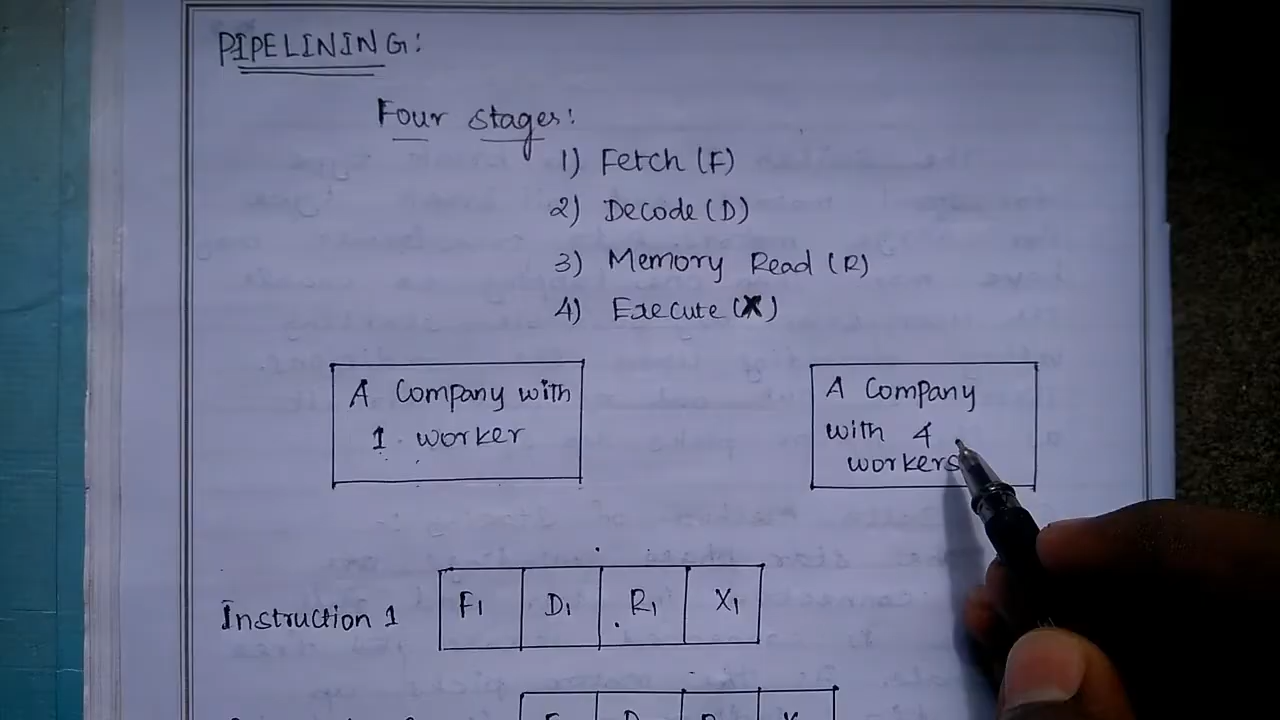 PIPELINING:
Four stages:
1) Fetch (F)
2) Decode (D)
3) Memory Read (R)
4) Execute (X)
A Company with
1 worker
A Company
with 4
workers
Instruction 1
F1 D1 R1 X1